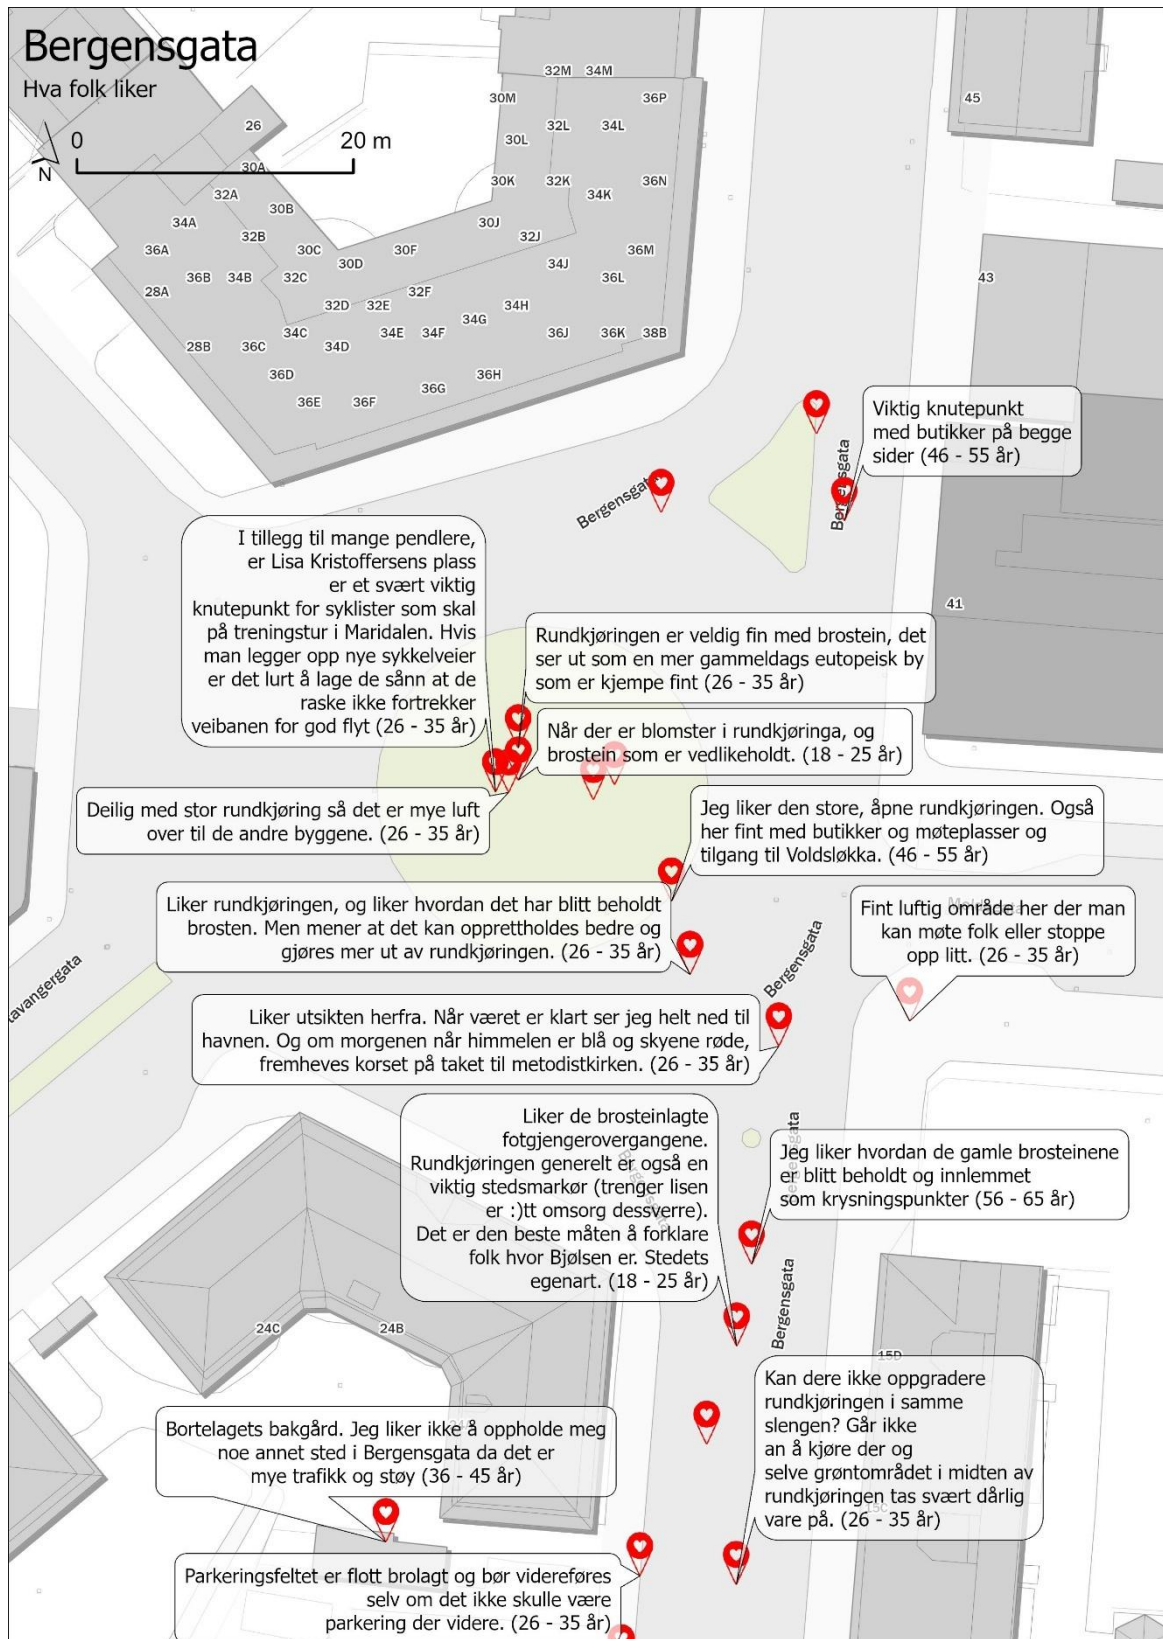 Bergensgata
Hva folk liker
0
20 m
N
32M
34M
30M
36P
45
26
32L
34L
30L
30A
30K
32K
36N
32A
34K
30B
34A
30J
32B
32J
36A
30C
30F
36M
30D
34J
43
36B
34B
32C
36L
28A
32F
32D
32E
34H
34G
34C
34E
34F
36J
36K
38B
28B
36C
34D
36D
36H
36G
36E
36F
Viktig knutepunkt
med butikker på begge
sider (46 - 55 år)
Bergensgata
Bergensgata
I tillegg til mange pendlere,
er Lisa Kristoffersens plass
er et svært viktig
knutepunkt for syklister som skal
på treningstur i Maridalen. Hvis
man legger opp nye sykkelveier
er det lurt å lage de sånn at de
raske ikke fortrekker
veibanen for god flyt (26 - 35 år)
41
Rundkjøringen er veldig fin med brostein, det
ser ut som en mer gammeldags eutopeisk by
som er kjempe fint (26 - 35 år)
Når der er blomster i rundkjøringa, og
brostein som er vedlikeholdt. (18 - 25 år)
Deilig med stor rundkjøring så det er mye luft
over til de andre byggene. (26 - 35 år)
Jeg liker den store, åpne rundkjøringen. Også
her fint med butikker og møteplasser og
tilgang til Voldsløkka. (46 - 55 år)
Liker rundkjøringen, og liker hvordan det har blitt beholdt
brosten. Men mener at det kan opprettholdes bedre og
gjøres mer ut av rundkjøringen. (26 - 35 år)
Fint luftig område her der man
kan møte folk eller stoppe
opp litt. (26 - 35 år)
Bergensgata
tavangergata
Liker utsikten herfra. Når været er klart ser jeg helt ned til
havnen. Og om morgenen når himmelen er blå og skyene røde,
fremheves korset på taket til metodistkirken. (26 - 35 år)
Liker de brosteinlagte
fotgjengerovergangene.
Rundkjøringen generelt er også en
viktig stedsmarkør (trenger lisen
er :)tt omsorg dessverre).
Det er den beste måten å forklare
folk hvor Bjølsen er. Stedets
egenart. (18 - 25 år)
Bergensgata
Jeg liker hvordan de gamle brosteinene
er blitt beholdt og innlemmet
som krysningspunkter (56 - 65 år)
Bergensgata
Bergensgata
24C
24B
15D
Kan dere ikke oppgradere
rundkjøringen i samme
slengen? Går ikke
an å kjøre der og
selve grøntområdet i midten av
rundkjøringen tas svært dårlig
vare på. (26 - 35 år)
15C
Bortelagets bakgård. Jeg liker ikke å oppholde meg
noe annet sted i Bergensgata da det er
mye trafikk og støy (36 - 45 år)
Parkeringsfeltet er flott brolagt og bør videreføres
selv om det ikke skulle være
parkering der videre. (26 - 35 år)